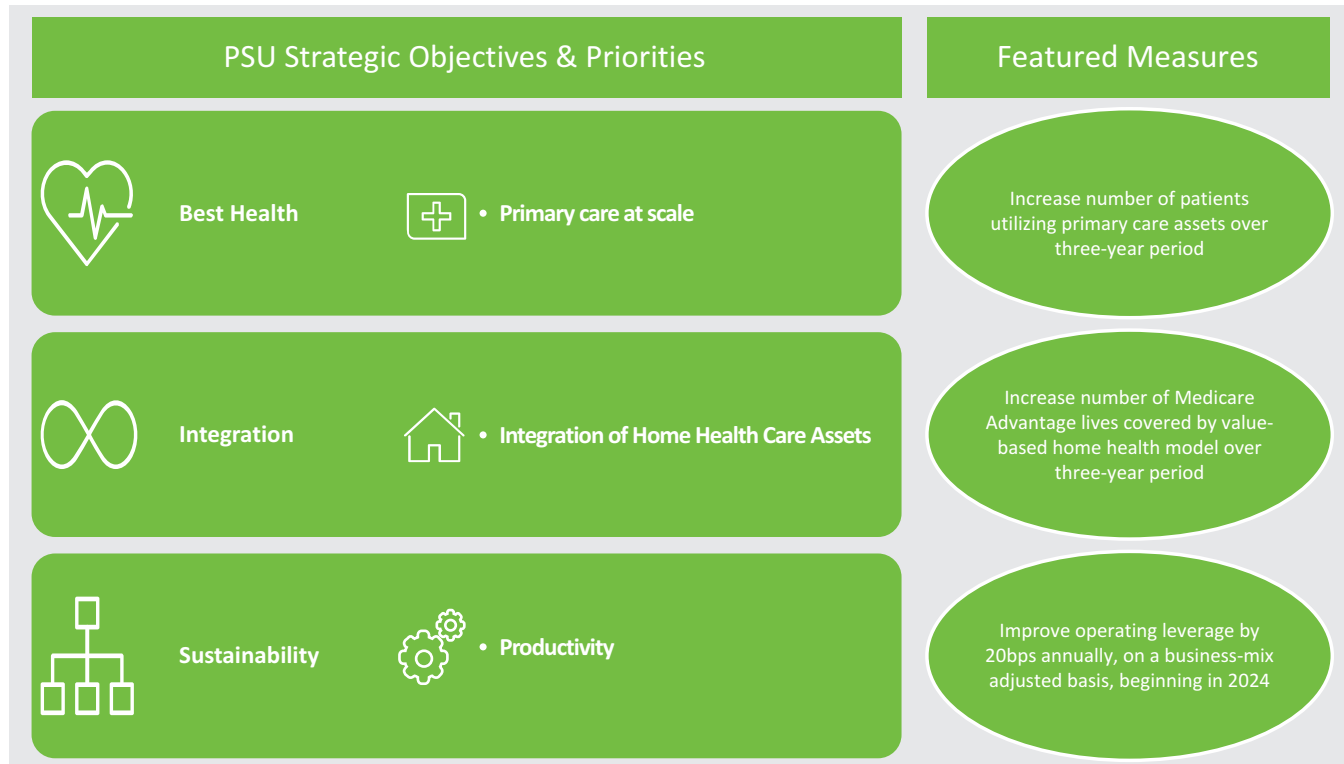 PSU Strategic Objectives & Priorities
Featured Measures
Best Health
• Primary care at scale
Increase number of patients
utilizing primary care assets over
three-year period
Integration
• Integration of Home Health Care Assets
Increase number of Medicare
Advantage lives covered by value-
based home health model over
three-year period
Sustainability
• Productivity
Improve operating leverage by
20bps annually, on a business-mix
adjusted basis, beginning in 2024